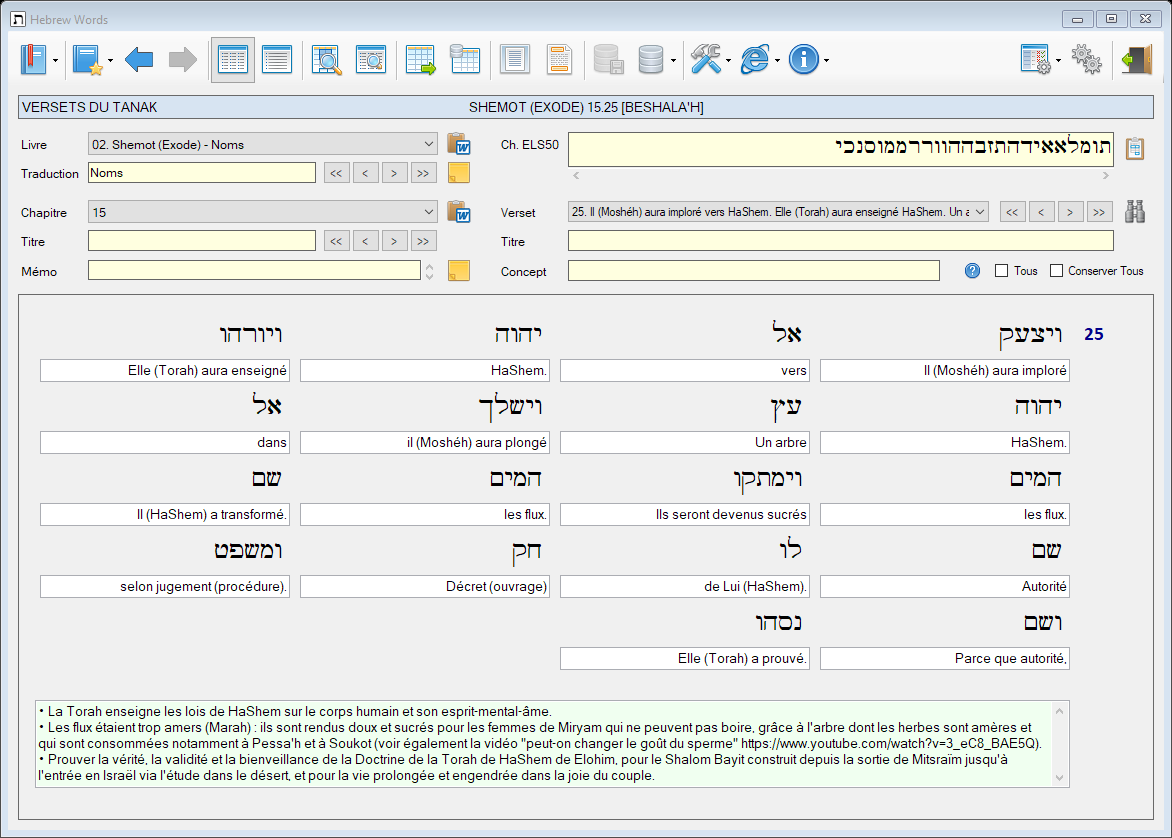 Hebrew Words
VERSETS DU TANAK SHEMOT (EXODE) 15.25 [BESHALA'H]
Livre 02. Shemot (Exode) - Noms Ch. ELS50 תומלאאידהתזבההווררממוסנכי
Traduction Noms << < > >>
Chapitre 15 Verset 25. Il (Moshéh) aura imploré vers HaShem. Elle (Torah) aura enseigné HaShem. Un a << < > >>
Titre << < > >> Titre
Mémo Concept Tous Conserver Tous
25 ויצעק אל יהוה ויורהו
Il (Moshéh) aura imploré vers HaShem. Elle (Torah) aura enseigné
יהוה עץ וישלך אל
HaShem. Un arbre il (Moshéh) aura plongé dans
המים וימתקו המים שם
les flux. Ils seront devenus sucrés les flux. Il (HaShem) a transformé.
שם לו חק ומשפט
Autorité de Lui (HaShem). Décret (ouvrage) selon jugement (procédure).
ושם נסהו
Parce que autorité, Elle (Torah) a prouvé.
• La Torah enseigne les lois de HaShem sur le corps humain et son esprit-mental-âme.
• Les flux étaient trop amers (Marah) : ils sont rendus doux et sucrés pour les femmes de Miryam qui ne peuvent pas boire, grâce à l'arbre dont les herbes sont amères et
qui sont consommées notamment à Pessa'h et à Soukot (voir également la vidéo "peut-on changer le goût du sperme" https://www.youtube.com/watch?v=3_eC8_BAE5Q).
• Prouver la vérité, la validité et la bienveillance de la Doctrine de la Torah de HaShem de Elohim, pour le Shalom Bayit construit depuis la sortie de Mitsraïm jusqu'à
l'entrée en Israël via l'étude dans le désert, et pour la vie prolongée et engendrée dans la joie du couple.